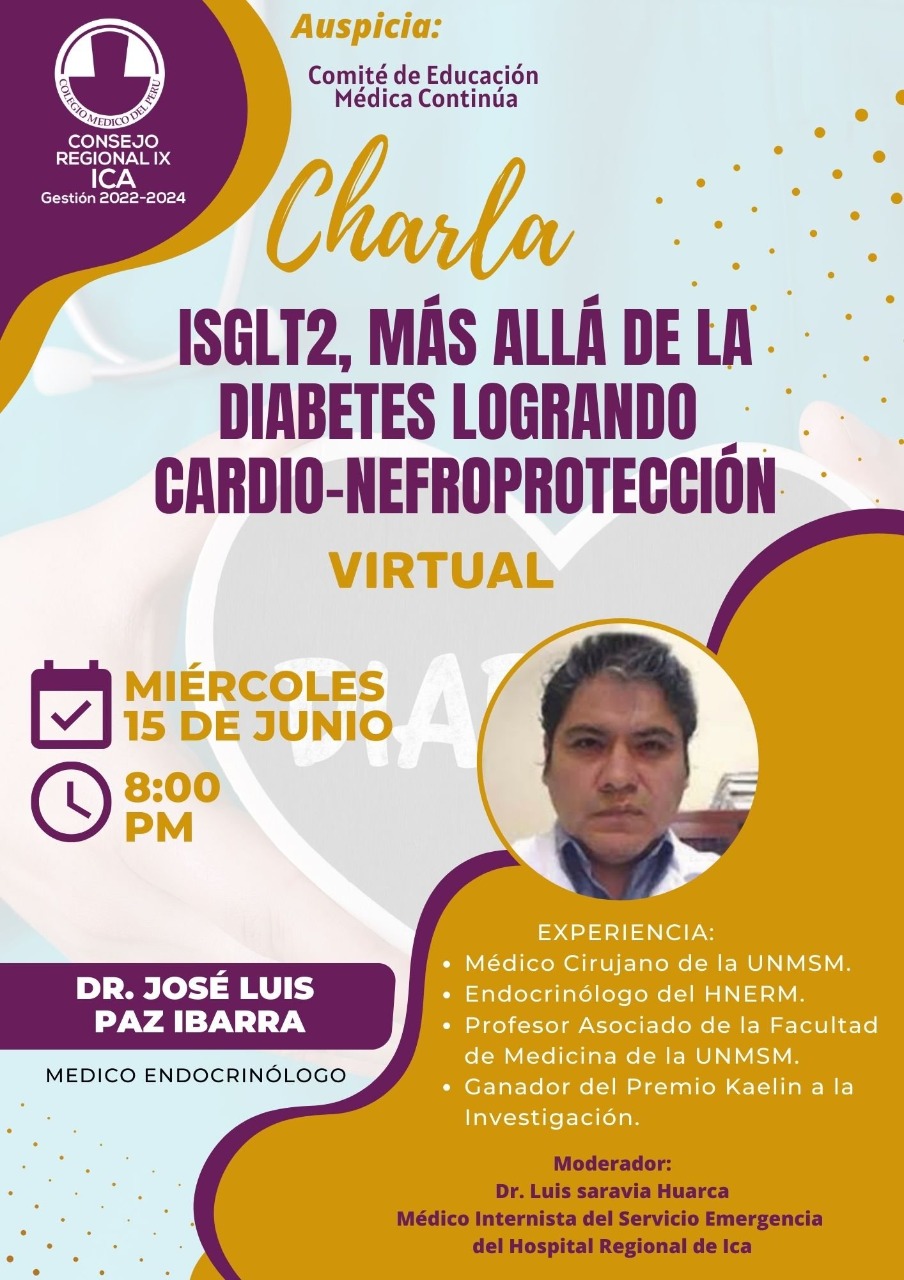 Auspicia:
Comité de Educación
Médica Continúa
COLEGIO MEDICO DEL PERU
CONSEJO
REGIONAL IX
ICA
Gestión 2022-2024
Charla
ISGLT2, MÁS ALLÁ DE LA
DIABETES LOGRANDO
CARDIO-NEFROPROTECCIÓN
VIRTUAL
MIÉRCOLES
15 DE JUNIO
8:00
PM
DR. JOSÉ LUIS
PAZ IBARRA
MEDICO ENDOCRINÓLOGO
EXPERIENCIA:
• Médico Cirujano de la UNMSM.
• Endocrinólogo del HNERM.
• Profesor Asociado de la Facultad
de Medicina de la UNMSM.
• Ganador del Premio Kaelin a la
Investigación.
Moderador:
Dr. Luis saravia Huarca
Médico Internista del Servicio Emergencia
del Hospital Regional de Ica